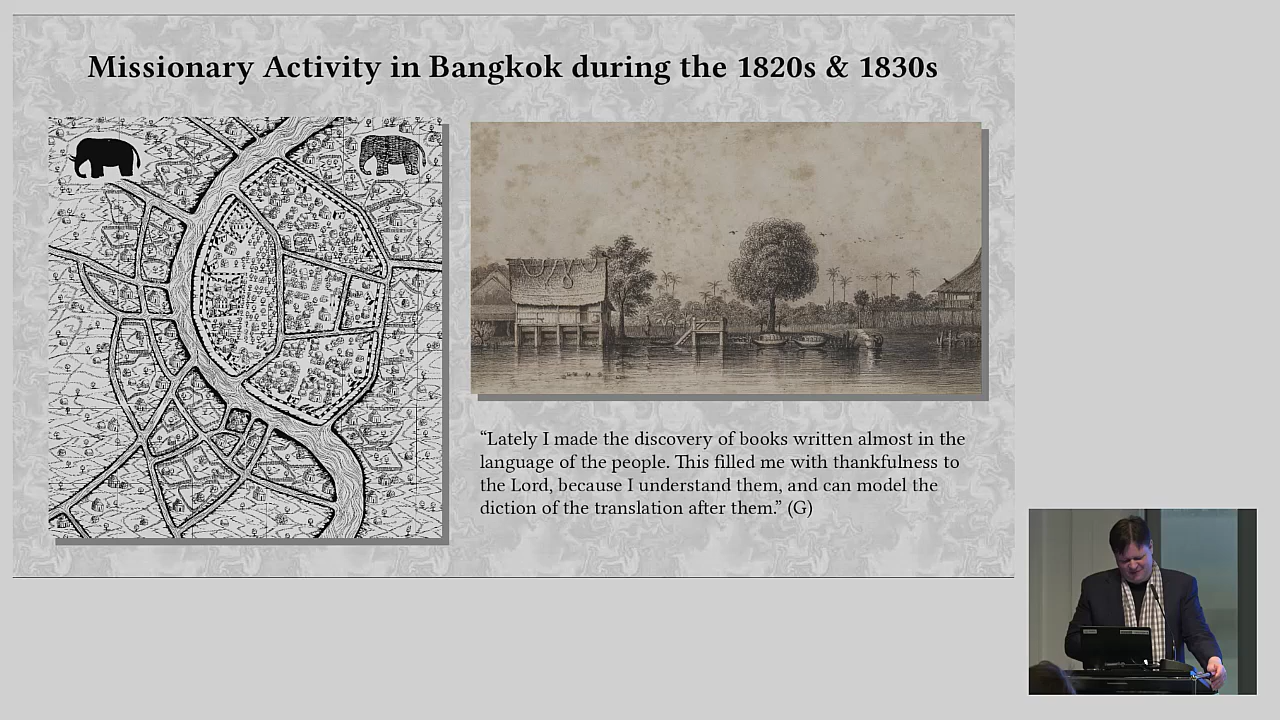 Missionary Activity in Bangkok during the 1820s & 1830s
“Lately I made the discovery of books written almost in the
language of the people. This filled me with thankfulness to
the Lord, because I understand them, and can model the
diction of the translation after them.” (G)